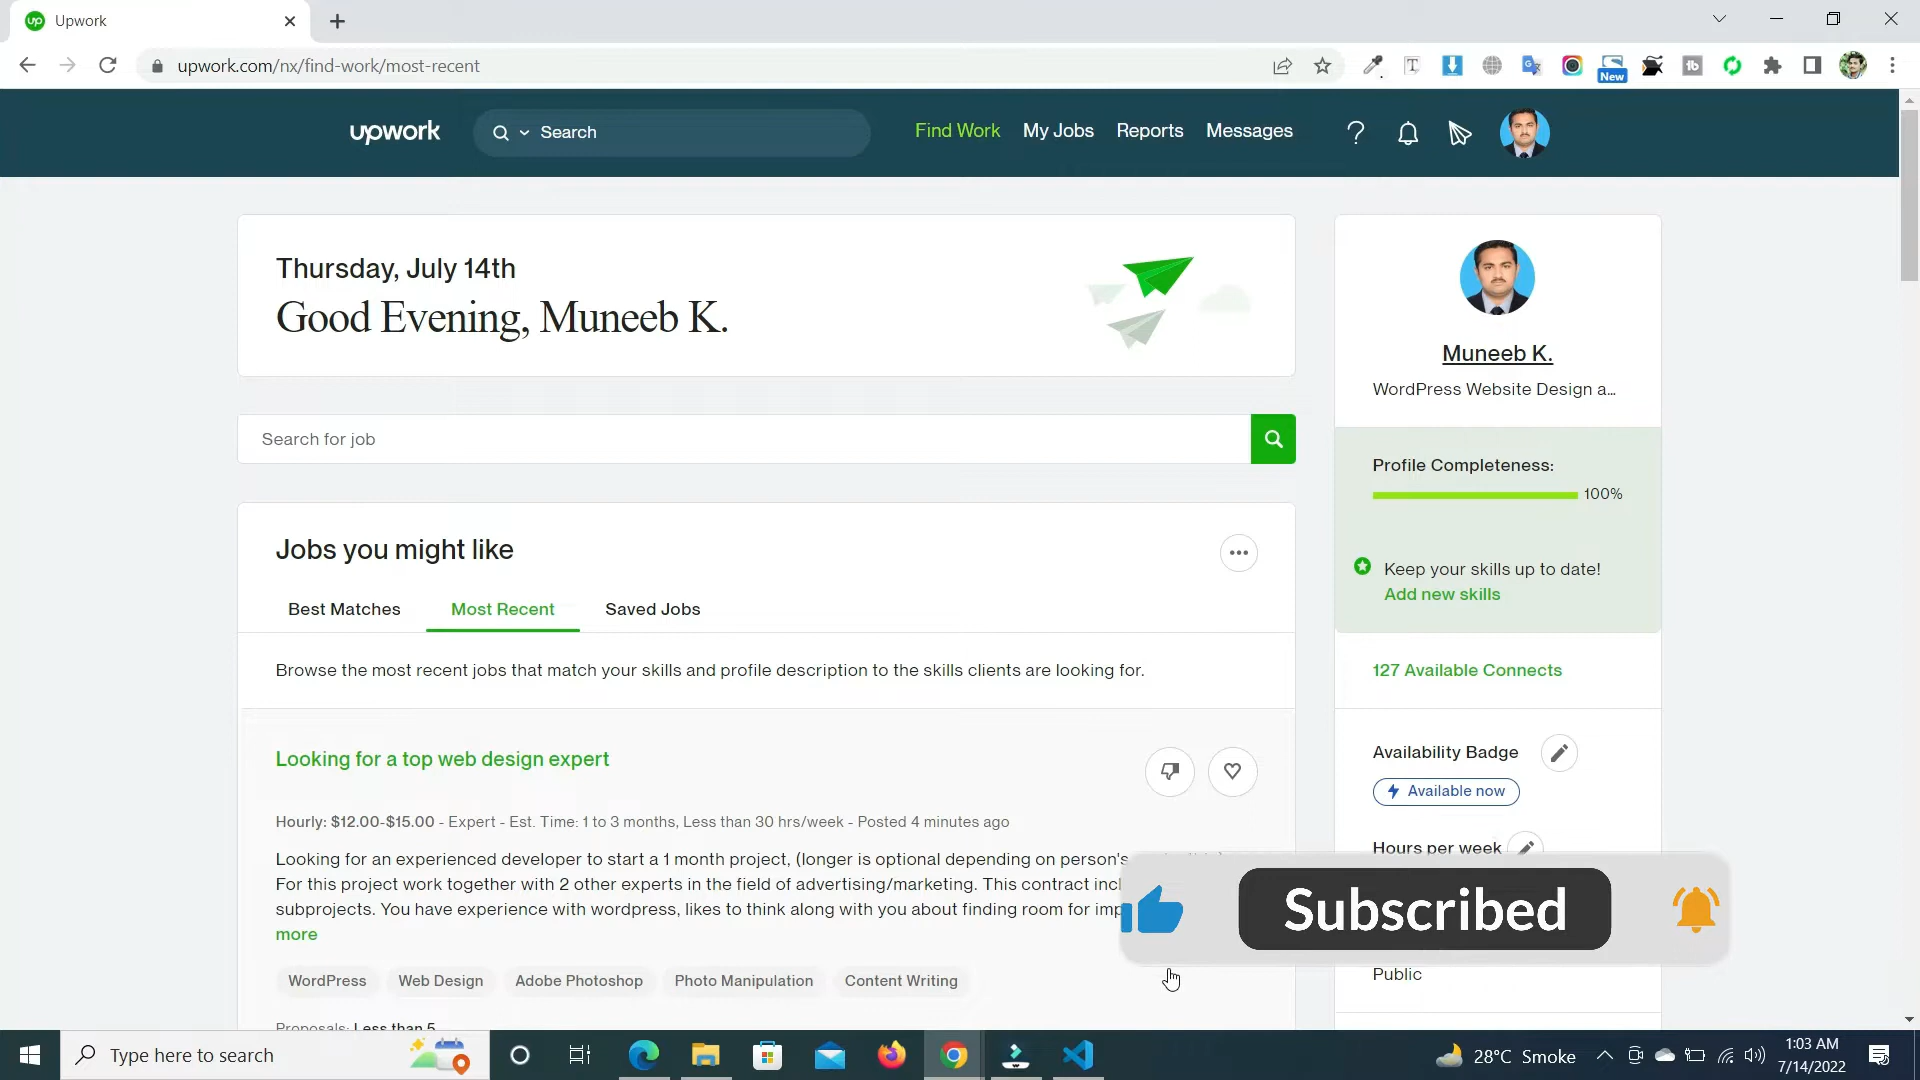 up Upwork
upwork.com/nx/find-work/most-recent
New
upwork
Search
Find Work My Jobs Reports Messages
Thursday, July 14th
Good Evening, Muneeb K.
Search for job
Jobs you might like
Best Matches Most Recent Saved Jobs
Browse the most recent jobs that match your skills and profile description to the skills clients are looking for.
Looking for a top web design expert
Hourly: $12.00-$15.00 - Expert - Est. Time: 1 to 3 months, Less than 30 hrs/week - Posted 4 minutes ago
Looking for an experienced developer to start a 1 month project, (longer is optional depending on person's
For this project work together with 2 other experts in the field of advertising/marketing. This contract incl
subprojects. You have experience with wordpress, likes to think along with you about finding room for imp
more
WordPress Web Design Adobe Photoshop Photo Manipulation Content Writing
Proposals: Less than 5
Muneeb K.
WordPress Website Design a...
Profile Completeness:
100%
Keep your skills up to date!
Add new skills
127 Available Connects
Availability Badge
Available now
Hours per week
Subscribed
Public
Type here to search
28°C Smoke
1:03 AM
7/14/2022